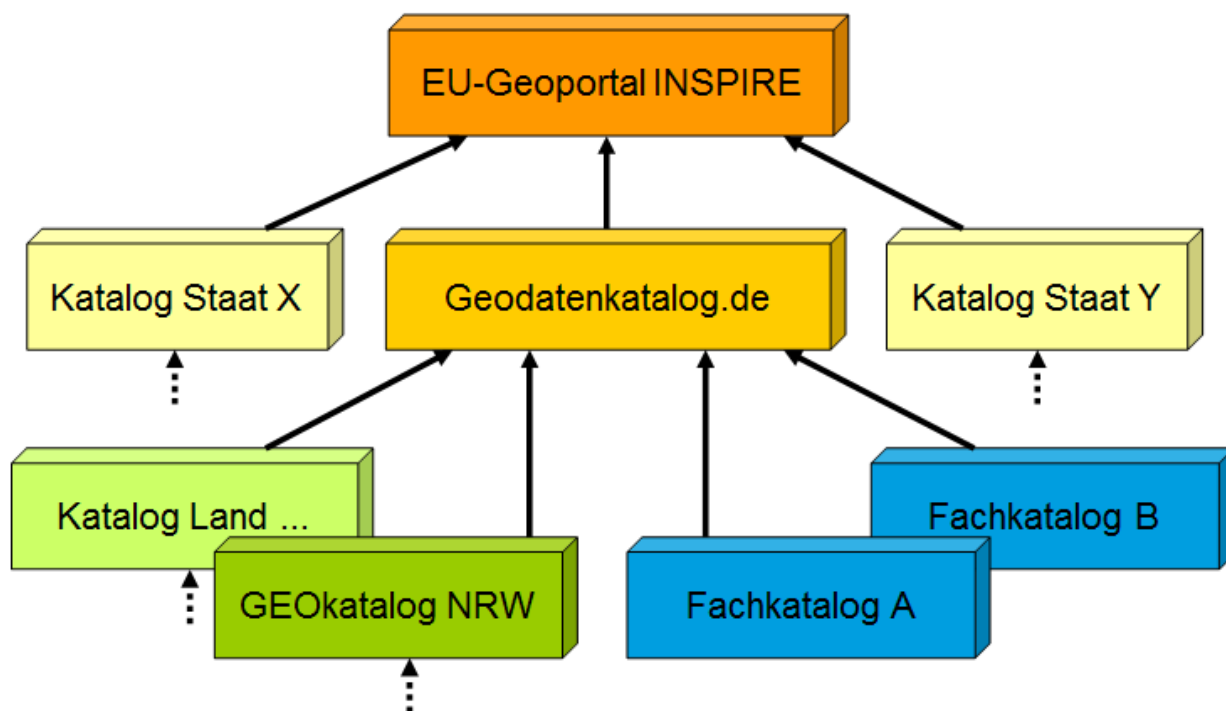 EU-Geoportal INSPIRE
Katalog Staat X
Geodatenkatalog.de
Katalog Staat Y
Katalog Land ...
Fachkatalog B
GEOkatalog NRW
Fachkatalog A